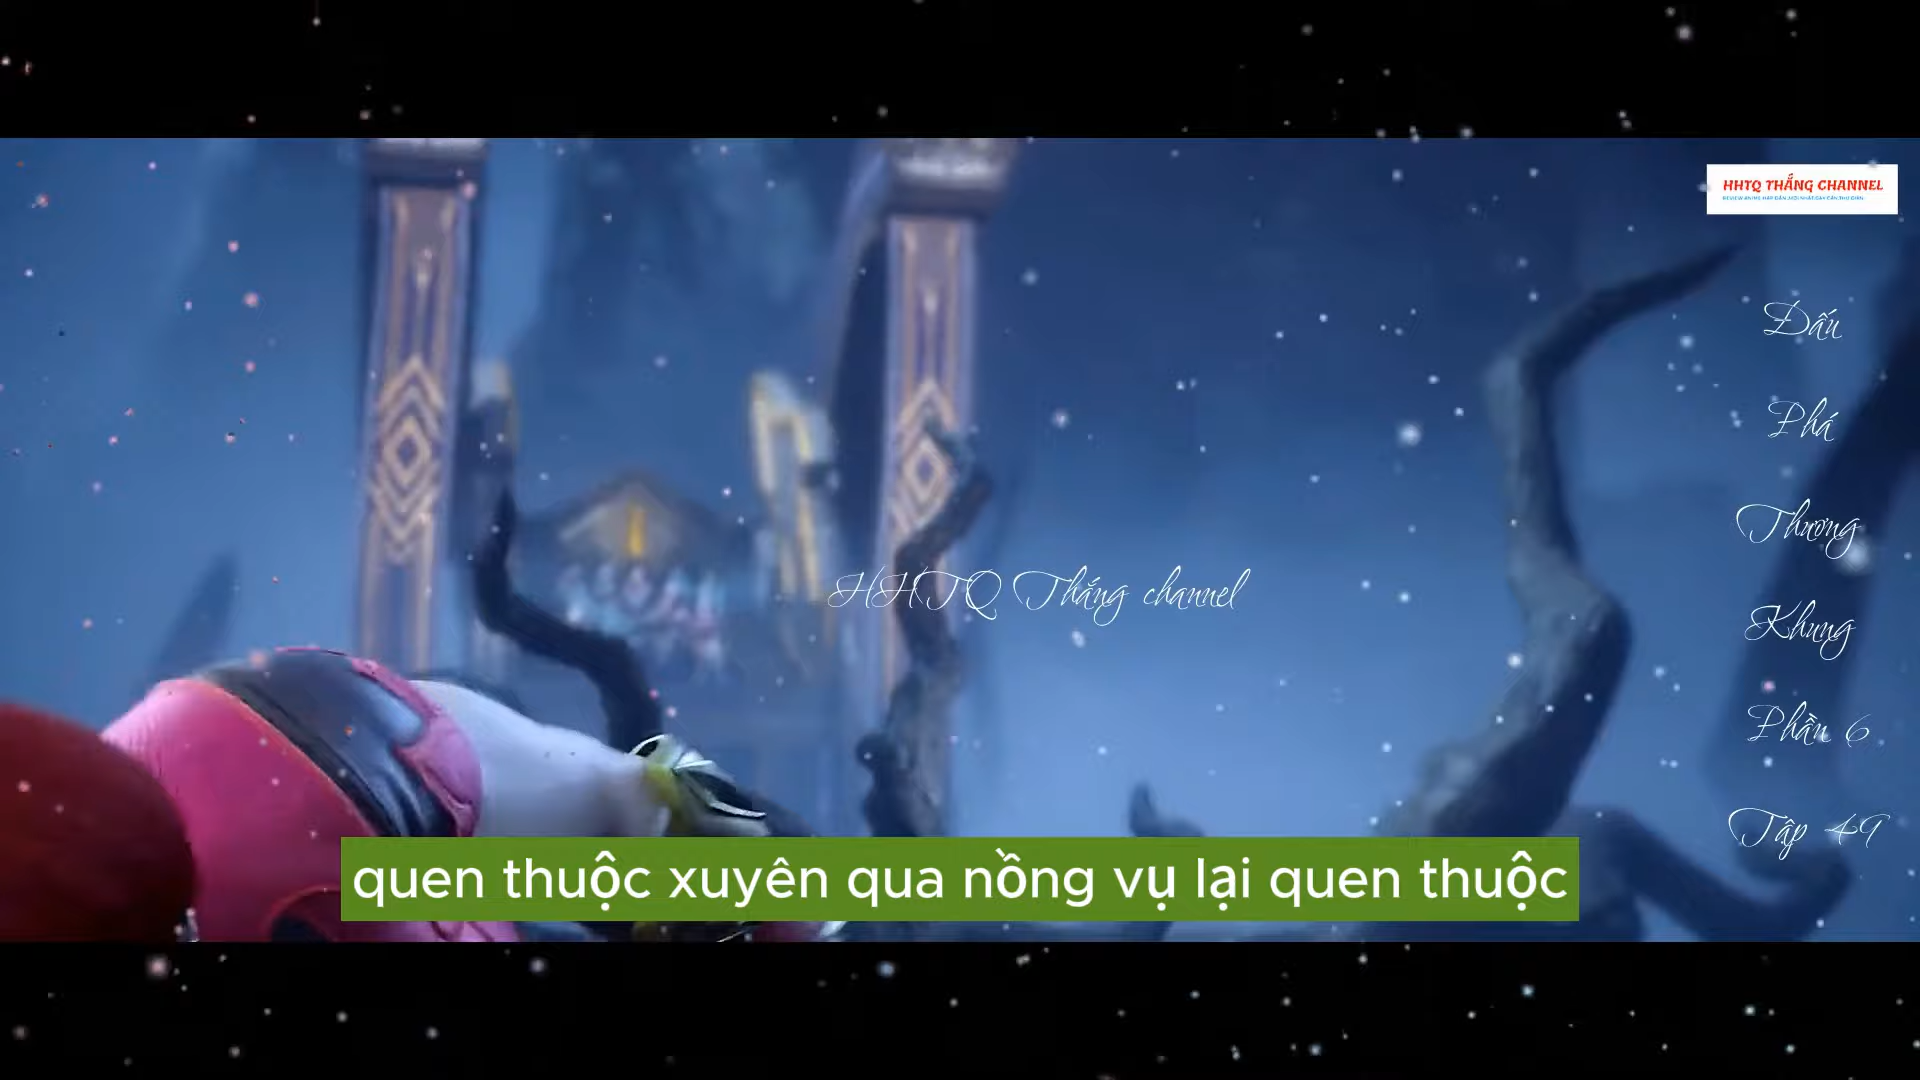 HHTQ THẮNG CHANNEL
Đấu
Phá
Thương
Khung
HHTQ Thắng channel
Phần 6
Tập 49
quen thuộc xuyên qua nồng vụ lại quen thuộc